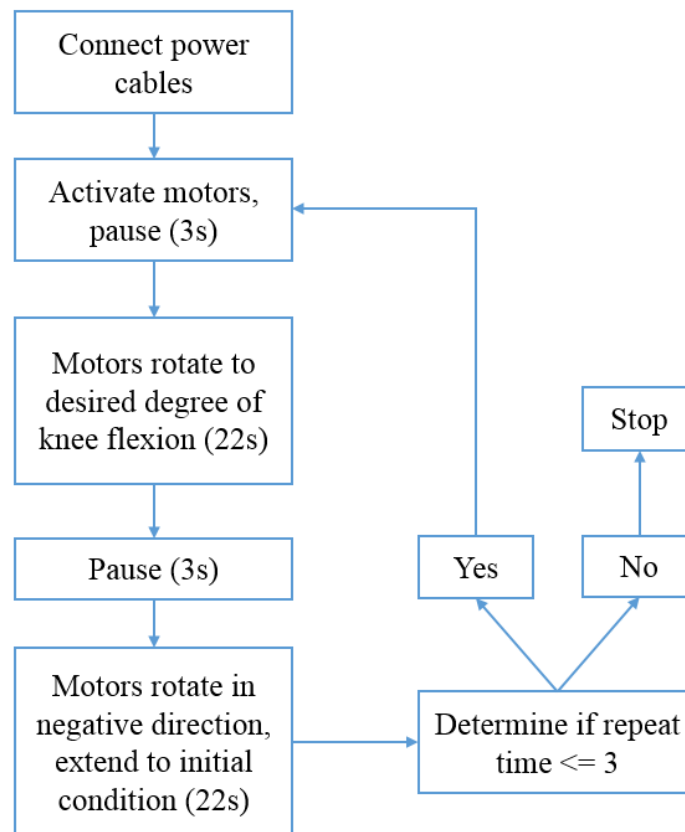 Connect power
cables
Activate motors,
pause (3s)
Motors rotate to
desired degree of
knee flexion (22s)
Pause (3s)
Motors rotate in
negative direction,
extend to initial
condition (22s)
Determine if repeat
time <= 3
Yes
No
Stop